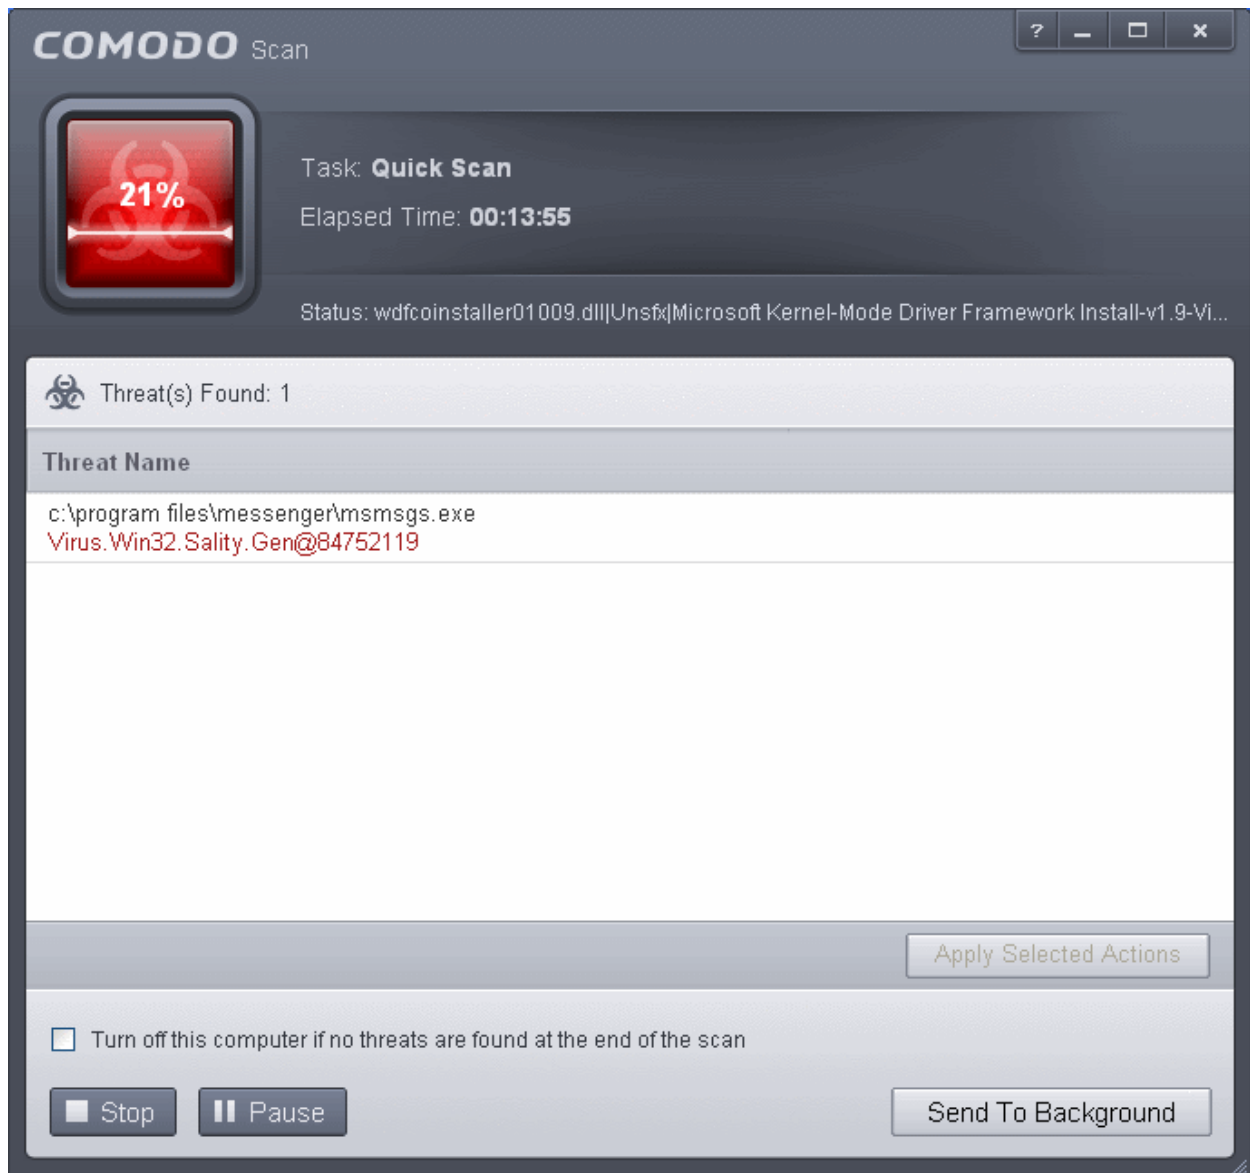 COMODO Scan
?
21%
Task: Quick Scan
Elapsed Time: 00:13:55
Status: wdfcoinstaller01009.dll|Unsfx|Microsoft Kernel-Mode Driver Framework Install-v1.9-Vi...
Threat(s) Found: 1
Threat Name
c:\program files\messenger\msmsgs.exe
Virus.Win32.Sality.Gen@84752119
Apply Selected Actions
Turn off this computer if no threats are found at the end of the scan
Stop
Pause
Send To Background